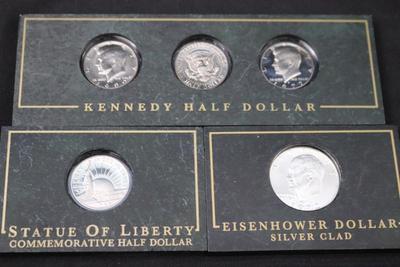 KENNEDY HALF DOLLAR
STATUE OF LIBERTY
COMMEMORATIVE HALF DOLLAR
EISENHOWER DOLLAR
SILVER CLAD